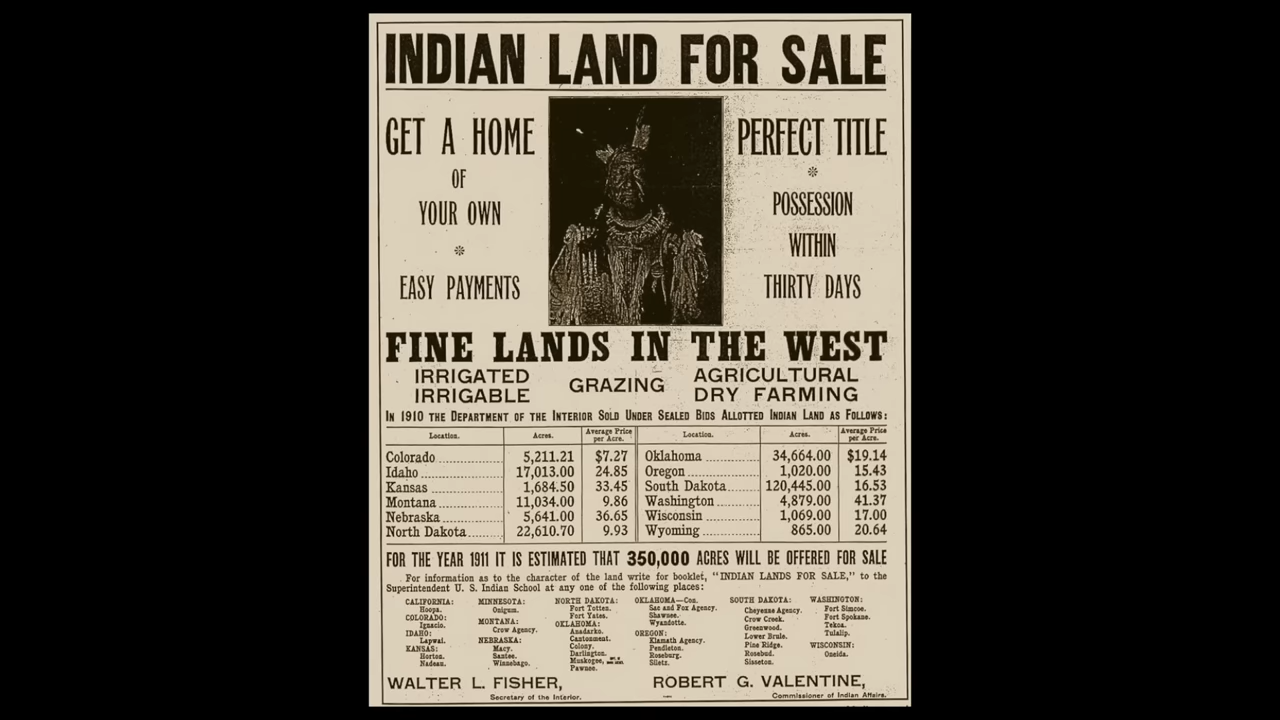 INDIAN LAND FOR SALE
GET A HOME
OF
YOUR OWN
EASY PAYMENTS
PERFECT TITLE
POSSESSION
WITHIN
THIRTY DAYS
FINE LANDS IN THE WEST
IRRIGATED
IRRIGABLE
GRAZING
AGRICULTURAL
DRY FARMING
IN 1910 THE DEPARTMENT OF THE INTERIOR SOLD UNDER SEALED BIDS ALLOTTED INDIAN LAND AS FOLLOWS:
Location. Acres. Average Price per Acre. Location. Acres. Average Price per Acre.
Colorado 5,211.21 $7.27 Oklahoma 34,664.00 $19.14
Idaho 17,013.00 24.85 Oregon 1,020.00 15.43
Kansas 1,684.50 33.45 South Dakota 120,445.00 16.53
Montana 11,034.00 9.86 Washington 4,879.00 41.37
Nebraska 5,641.00 36.65 Wisconsin 1,069.00 17.00
North Dakota 22,610.70 9.93 Wyoming 865.00 20.64
FOR THE YEAR 1911 IT IS ESTIMATED THAT 350,000 ACRES WILL BE OFFERED FOR SALE
For information as to the character of the land write for booklet, "INDIAN LANDS FOR SALE," to the
Superintendent U. S. Indian School at any one of the following places:
CALIFORNIA:
Hoopa.
COLORADO:
Ignacio.
IDAHO:
Lapwai.
KANSAS:
Horton.
Nadeau.
MINNESOTA:
Onigum.
MONTANA:
Crow Agency.
NEBRASKA:
Macy.
Santee.
Winnebago.
NORTH DAKOTA:
Fort Totten.
Fort Yates.
OKLAHOMA:
Anadarko.
Cantonment.
Colony.
Darlington.
Muskogee,
Pawnee.
OKLAHOMA—Con.
Sac and Fox Agency.
Shawnee.
Wyandotte.
OREGON:
Klamath Agency.
Pendleton.
Roseburg.
Siletz.
SOUTH DAKOTA:
Cheyenne Agency.
Crow Creek.
Greenwood.
Lower Brule.
Pine Ridge.
Rosebud.
Sisseton.
WASHINGTON:
Fort Simcoe.
Fort Spokane.
Tekoa.
Tulalip.
WISCONSIN:
Oneida.
WALTER L. FISHER,
Secretary of the Interior.
ROBERT G. VALENTINE,
Commissioner of Indian Affairs.